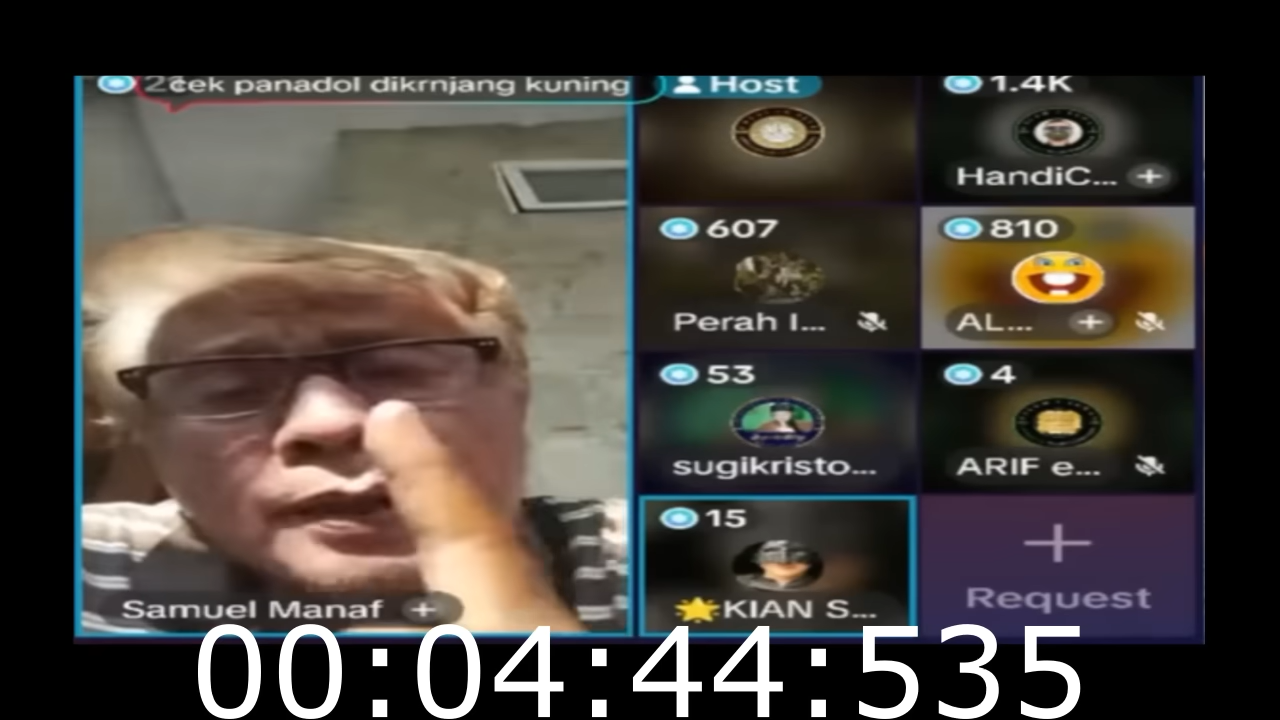 cek panadol dikrnjang kuning
Host
1.4K
HandiC...
607
Perah I...
810
AL...
53
sugikristo...
4
ARIF e...
15
KIAN S...
Request
Samuel Manaf
00:04:44:535